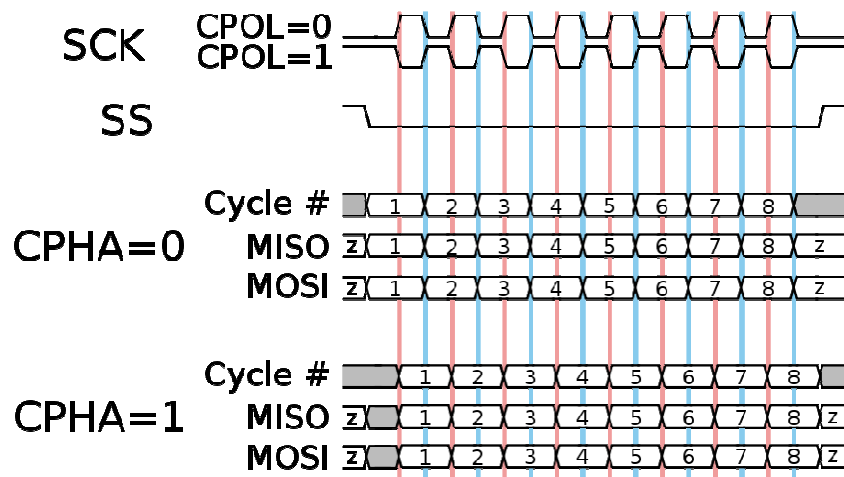 SCK CPOL=0
CPOL=1
SS
Cycle # 1 2 3 4 5 6 7 8
CPHA=0 MISO z 1 2 3 4 5 6 7 8 z
MOSI z 1 2 3 4 5 6 7 8 z
Cycle # 1 2 3 4 5 6 7 8
CPHA=1 MISO z 1 2 3 4 5 6 7 8 z
MOSI z 1 2 3 4 5 6 7 8 z